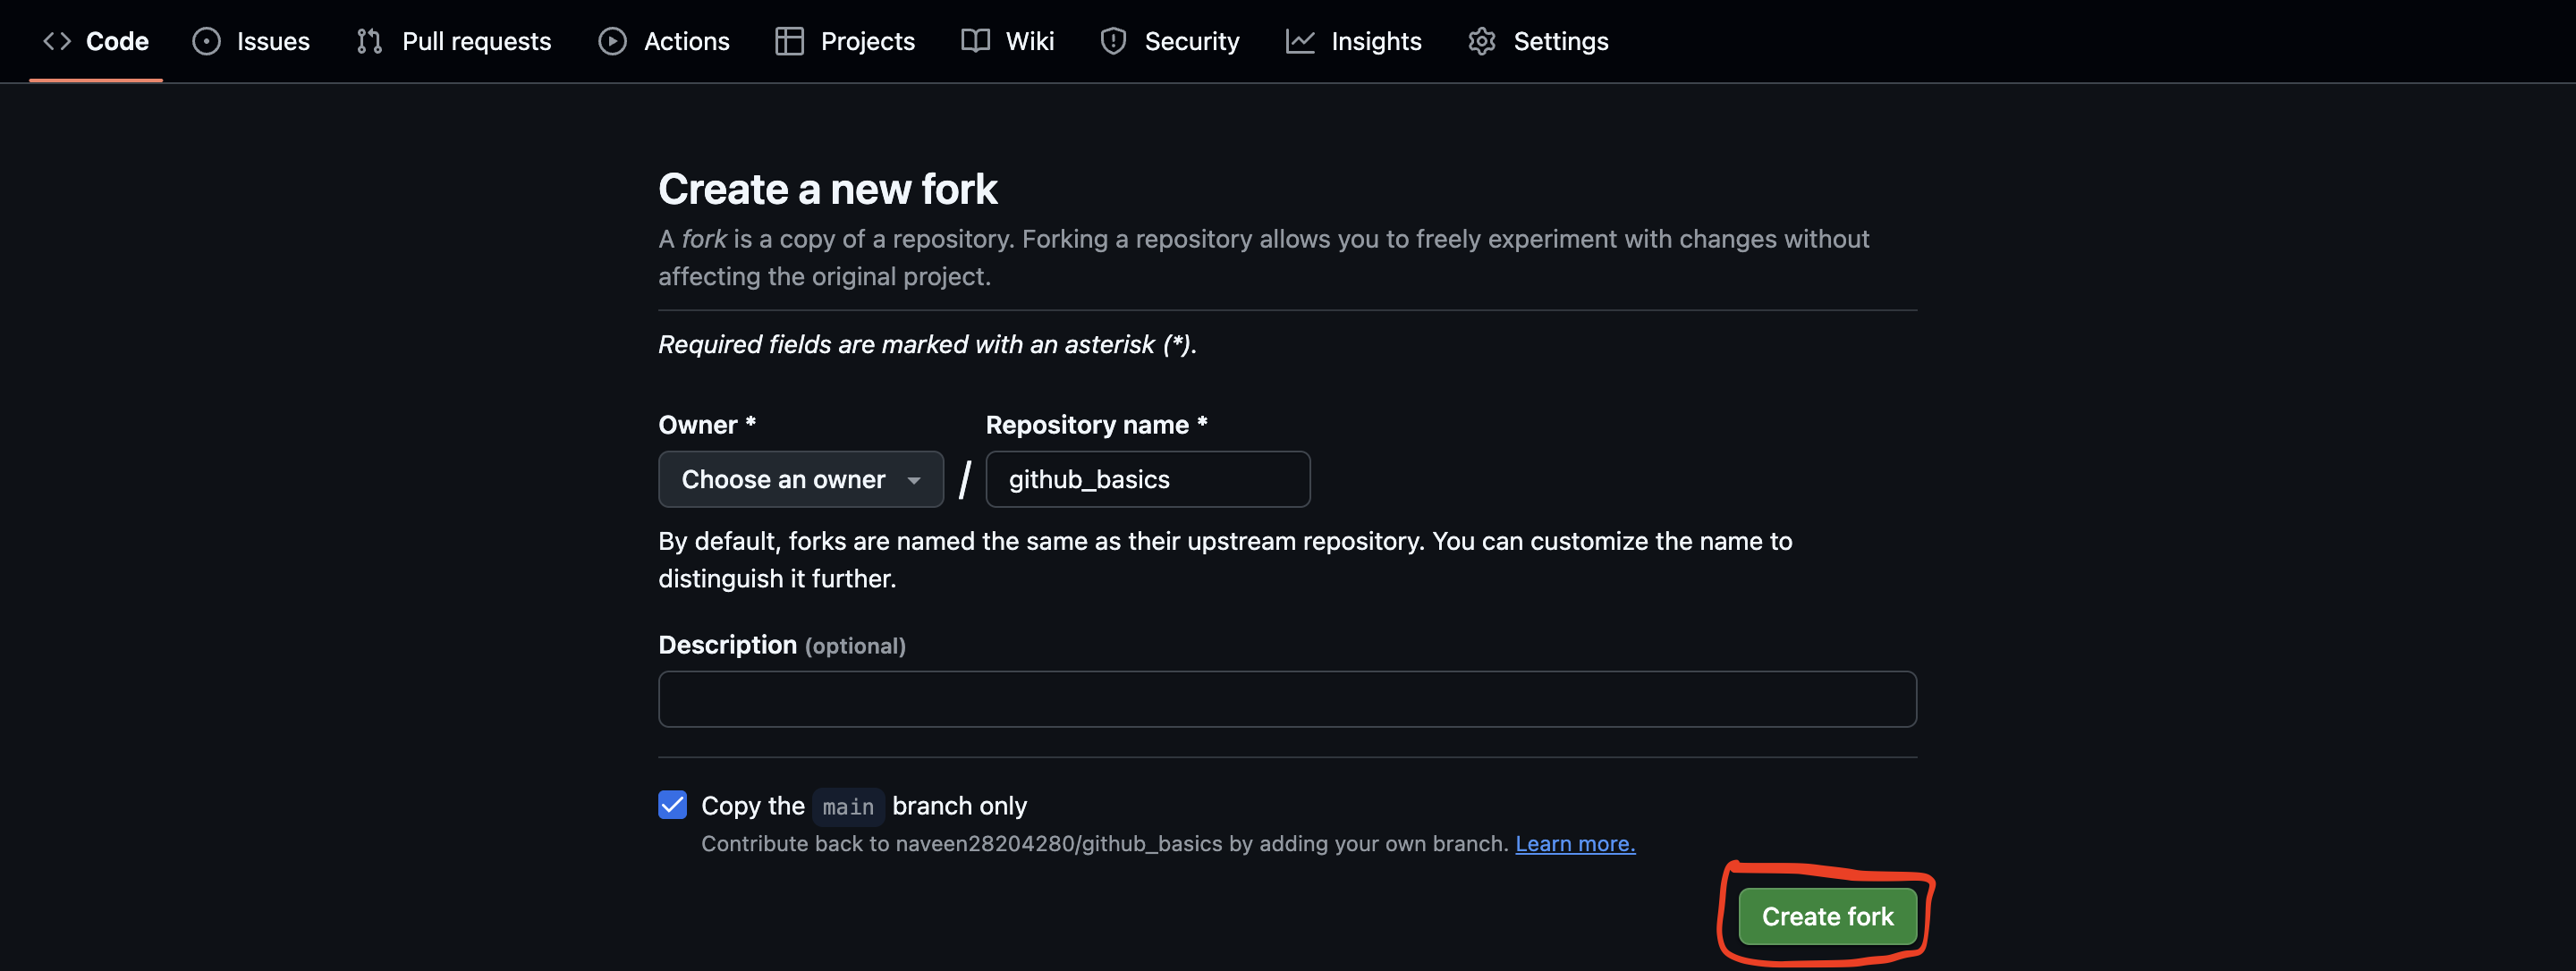 Code Issues Pull requests Actions Projects Wiki Security Insights Settings
Create a new fork
A fork is a copy of a repository. Forking a repository allows you to freely experiment with changes without
affecting the original project.
Required fields are marked with an asterisk (*).
Owner * Repository name *
Choose an owner / github_basics
By default, forks are named the same as their upstream repository. You can customize the name to
distinguish it further.
Description (optional)
Copy the main branch only
Contribute back to naveen28204280/github_basics by adding your own branch. Learn more.
Create fork